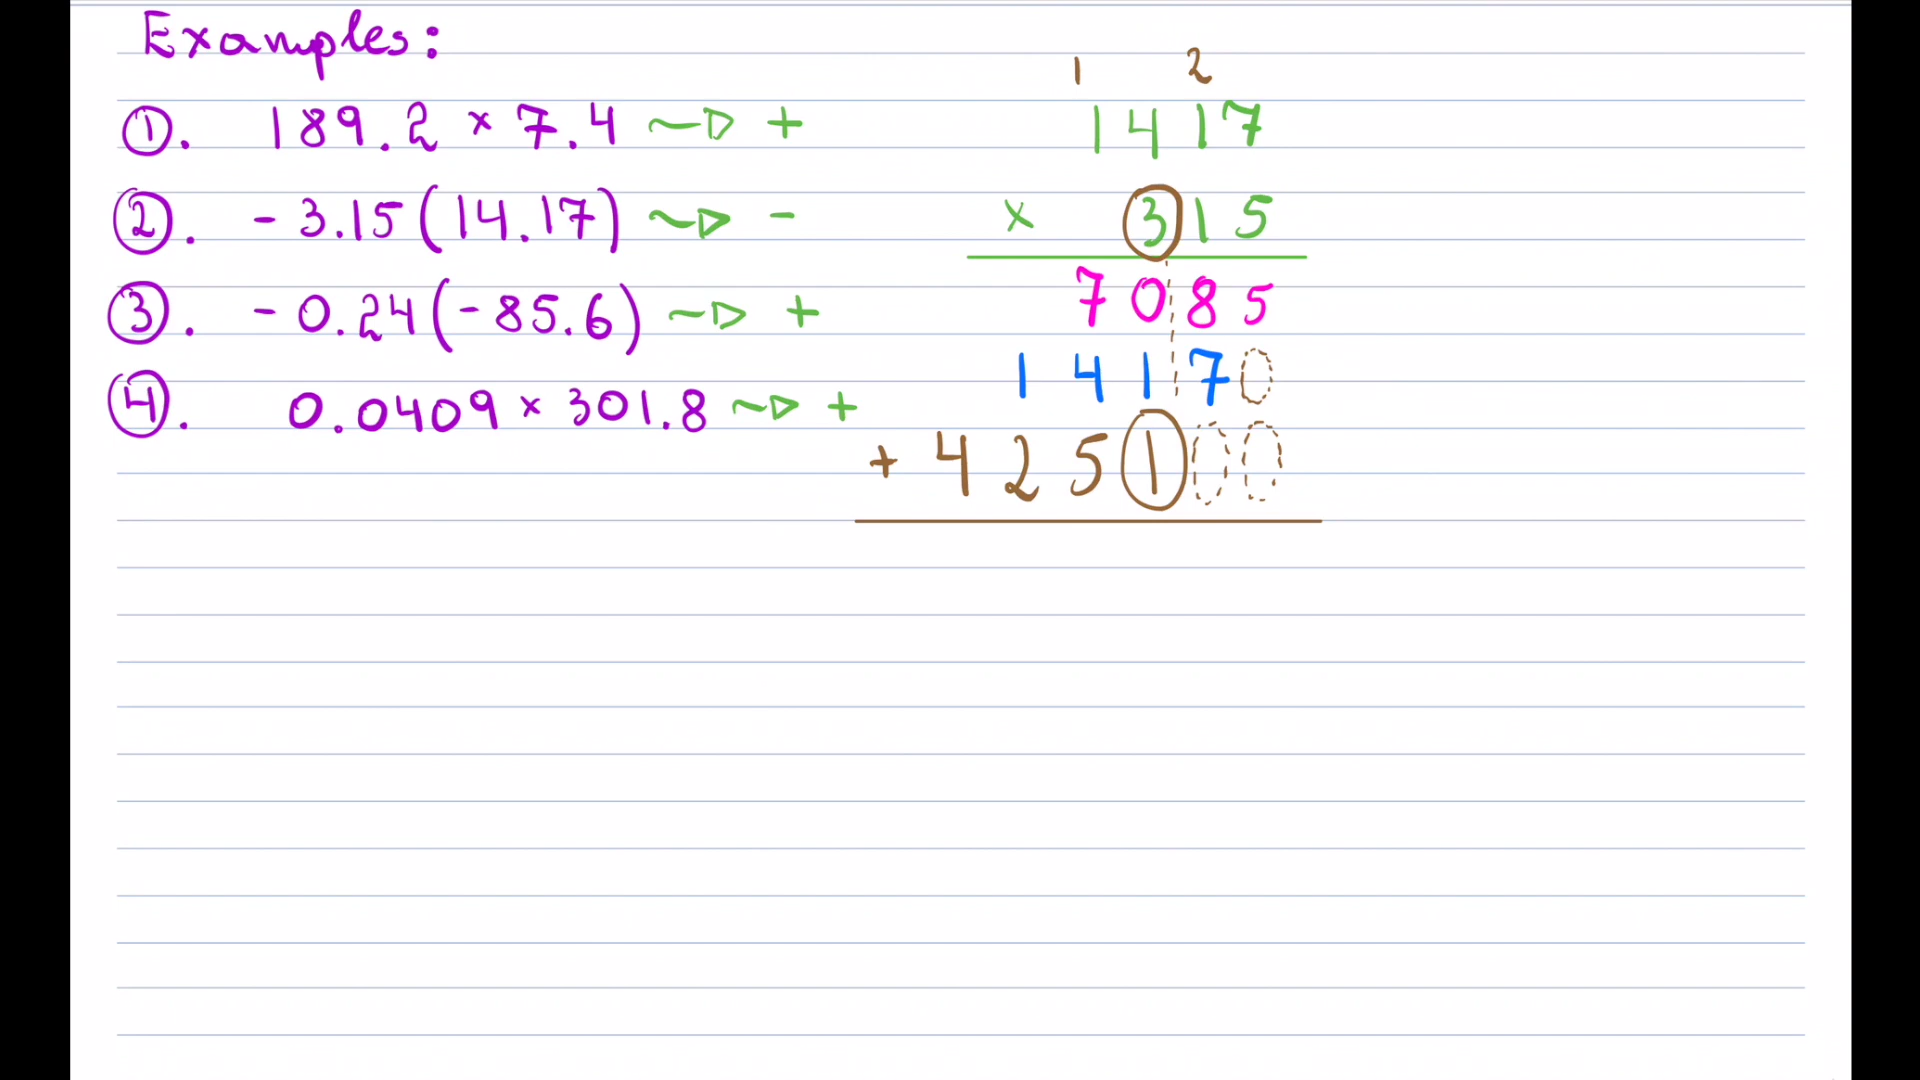 Examples:
①. 189.2 × 7.4 ~▷ +
②. - 3.15(14.17) ~▷ -
③. - 0.24(-85.6) ~▷ +
④. 0.0409 × 301.8 ~▷ +
1 2
1417
× 315
7085
14170
+ 425100